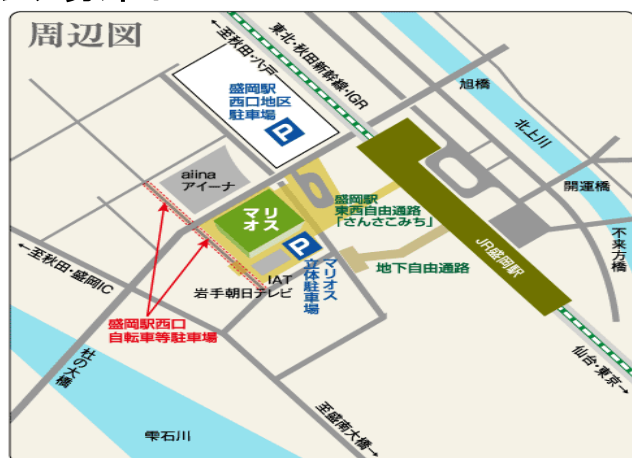 周辺図
←至秋田・八戸
東北・秋田新幹線・IGR
盛岡駅
西口地区
駐車場
P
旭橋
北上川
開運橋
不来方橋
aiina
アイーナ
マリ
オス
盛岡駅
東西自由通路
「さんさこみち」
JR盛岡駅
P
マリオス
立体駐車場
地下自由通路
IAT
岩手朝日テレビ
←至秋田・盛岡IC
盛岡駅西口
自転車等駐車場
杜の大橋
雫石川
至盛南大橋→
仙台・東京→